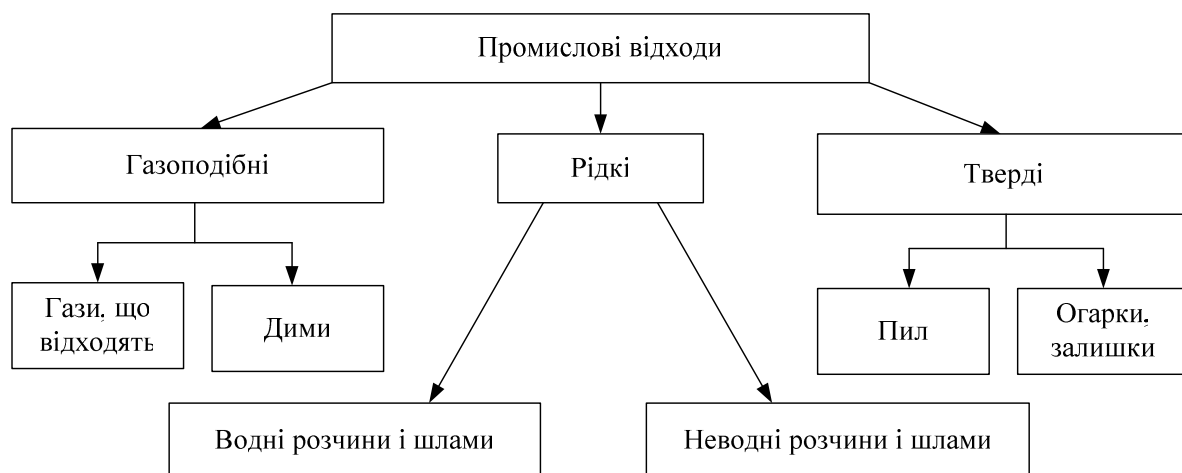 Промислові відходи
Газоподібні
Рідкі
Тверді
Гази, що
відходять
Дими
Пил
Огарки,
залишки
Водні розчини і шлами
Неводні розчини і шлами